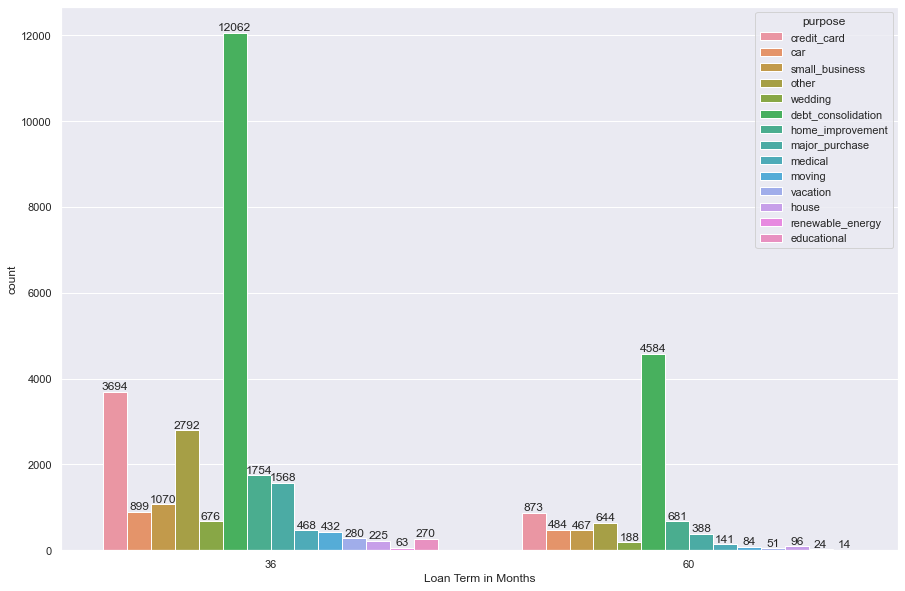 12062
3694
899
1070
2792
676
1754
1568
468
432
280
225
63
270
873
484
467
644
188
4584
681
388
141
84
51
96
24
14
purpose
credit_card
car
small_business
other
wedding
debt_consolidation
home_improvement
major_purchase
medical
moving
vacation
house
renewable_energy
educational
12000
10000
8000
6000
4000
2000
0
count
36
60
Loan Term in Months